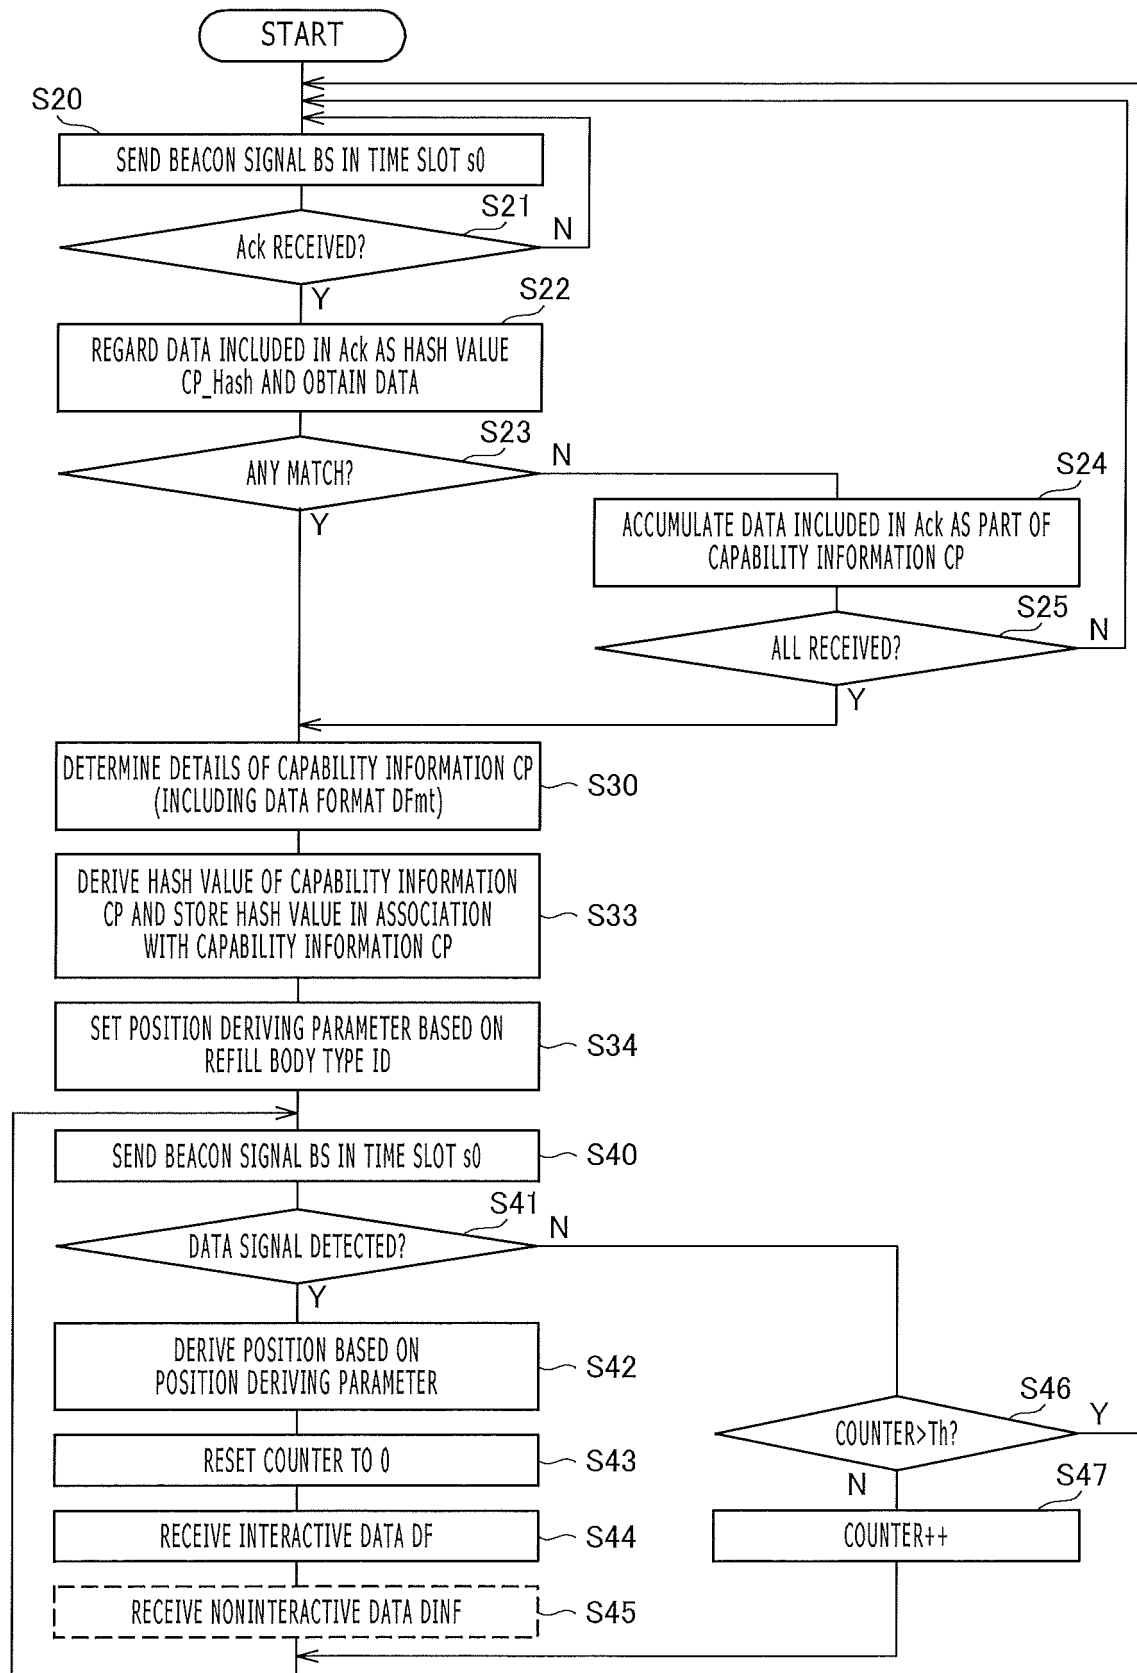 START
S20
SEND BEACON SIGNAL BS IN TIME SLOT s0
S21
Ack RECEIVED?
N
Y
S22
REGARD DATA INCLUDED IN Ack AS HASH VALUE
CP_Hash AND OBTAIN DATA
S23
ANY MATCH?
N
Y
S24
ACCUMULATE DATA INCLUDED IN Ack AS PART OF
CAPABILITY INFORMATION CP
S25
ALL RECEIVED?
N
Y
DETERMINE DETAILS OF CAPABILITY INFORMATION CP
(INCLUDING DATA FORMAT DFmt)
S30
DERIVE HASH VALUE OF CAPABILITY INFORMATION
CP AND STORE HASH VALUE IN ASSOCIATION
WITH CAPABILITY INFORMATION CP
S33
SET POSITION DERIVING PARAMETER BASED ON
REFILL BODY TYPE ID
S34
SEND BEACON SIGNAL BS IN TIME SLOT s0
S40
S41
DATA SIGNAL DETECTED?
N
Y
DERIVE POSITION BASED ON
POSITION DERIVING PARAMETER
S42
S46
COUNTER>Th?
Y
N
RESET COUNTER TO 0
S43
S47
COUNTER++
RECEIVE INTERACTIVE DATA DF
S44
RECEIVE NONINTERACTIVE DATA DINF
S45